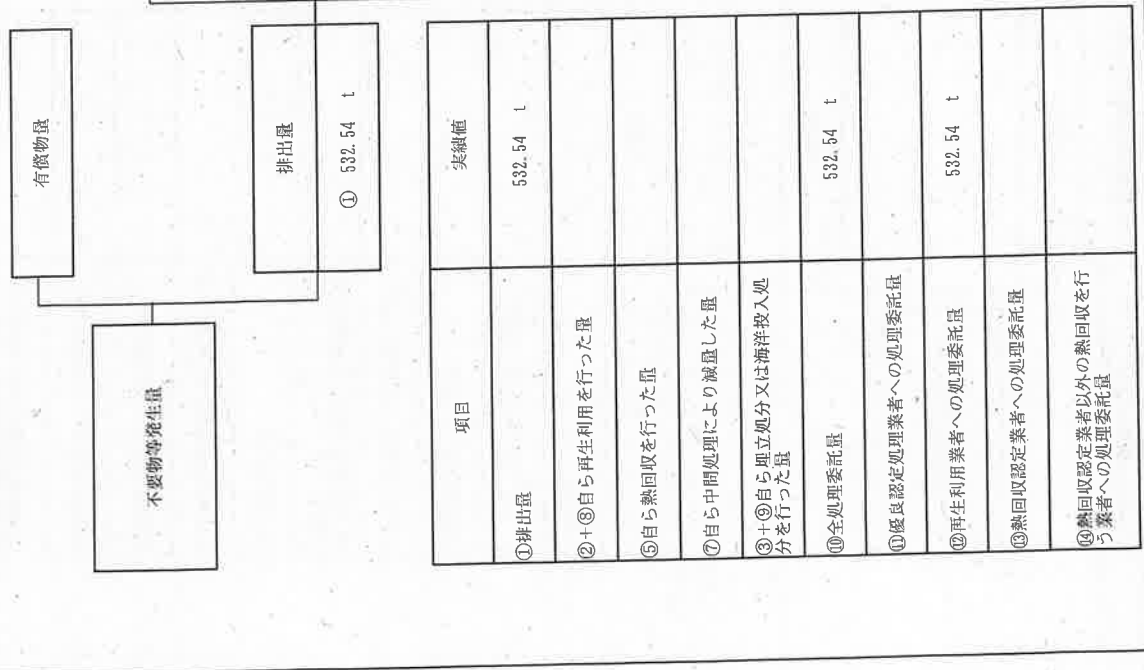 有償物量
不要物等発生量
排出量
① 532.54 t
項目
実績値
①排出量
532.54 t
②+⑧自ら再生利用を行った量
⑤自ら熱回収を行った量
⑦自ら中間処理により減量した量
③+⑨自ら埋立処分又は海洋投入処
分を行った量
⑩全処理委託量
532.54 t
⑪優良認定処理業者への処理委託量
⑫再生利用業者への処理委託量
532.54 t
⑬熱回収認定業者への処理委託量
⑭熱回収認定業者以外の熱回収を行
う業者への処理委託量